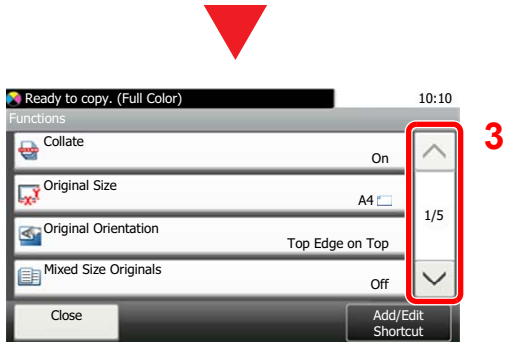 Ready to copy. (Full Color)
10:10
Functions
Collate
On
3
Original Size
A4
1/5
Original Orientation
Top Edge on Top
Mixed Size Originals
Off
Close
Add/Edit
Shortcut